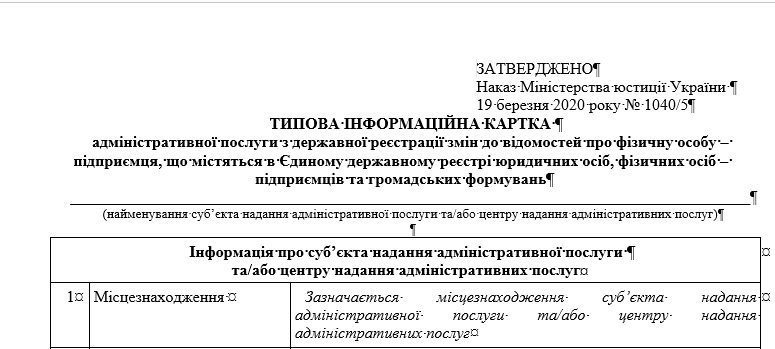 ЗАТВЕРДЖЕНО
Наказ Міністерства юстиції України
19 березня 2020 року № 1040/5
ТИПОВА ІНФОРМАЦІЙНА КАРТКА
адміністративної послуги з державної реєстрації змін до відомостей про фізичну особу –
підприємця, що містяться в Єдиному державному реєстрі юридичних осіб, фізичних осіб –
підприємців та громадських формувань
(найменування суб’єкта надання адміністративної послуги та/або центру надання адміністративних послуг)
Інформація про суб’єкта надання адміністративної послуги
та/або центру надання адміністративних послуг
1 Місцезнаходження Зазначається місцезнаходження суб’єкта надання
адміністративної послуги та/або центру надання
адміністративних послуг